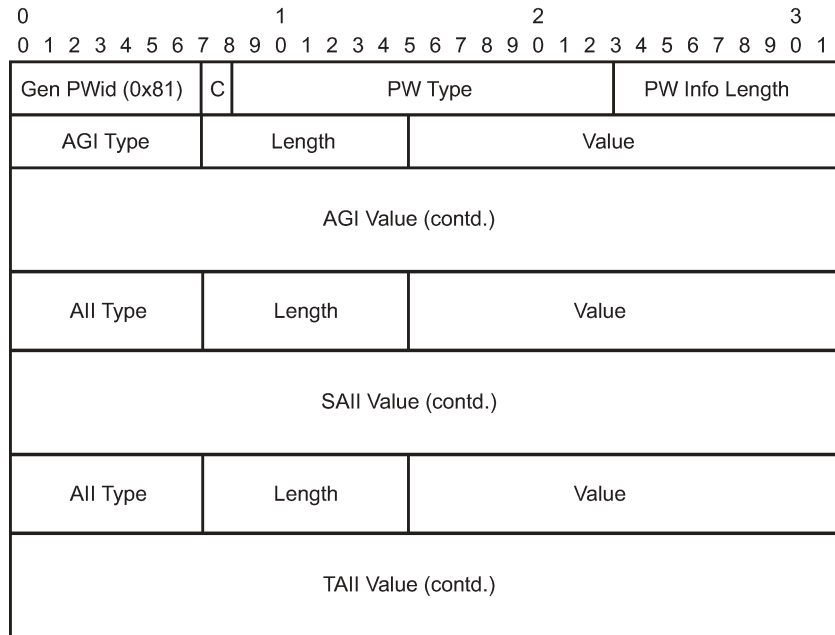 0 1 2 3
0 1 2 3 4 5 6 7 8 9 0 1 2 3 4 5 6 7 8 9 0 1 2 3 4 5 6 7 8 9 0 1
Gen PWid (0x81) C PW Type PW Info Length
AGI Type Length Value
AGI Value (contd.)
AII Type Length Value
SAII Value (contd.)
AII Type Length Value
TAII Value (contd.)